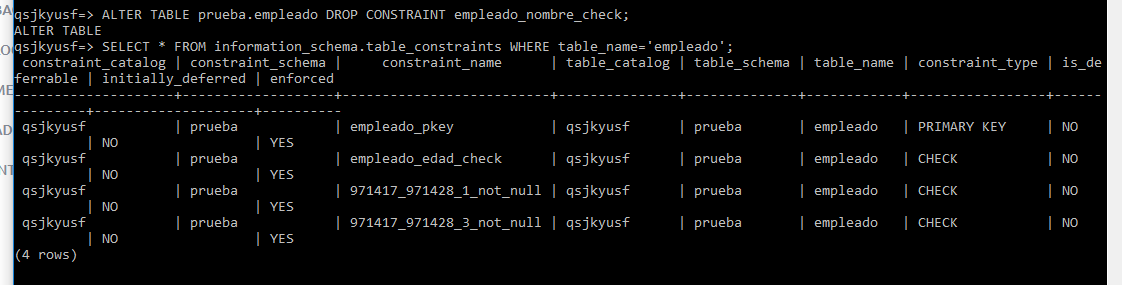 qsjkyusf=> ALTER TABLE prueba.empleado DROP CONSTRAINT empleado_nombre_check;
ALTER TABLE
qsjkyusf=> SELECT * FROM information_schema.table_constraints WHERE table_name='empleado';
 constraint_catalog | constraint_schema |     constraint_name      | table_catalog | table_schema | table_name | constraint_type | is_de
ferrable | initially_deferred | enforced
--------------------+-------------------+--------------------------+---------------+--------------+------------+-----------------+------
---------+--------------------+----------
 qsjkyusf           | prueba            | empleado_pkey            | qsjkyusf      | prueba       | empleado   | PRIMARY KEY     | NO
         | NO                 | YES
 qsjkyusf           | prueba            | empleado_edad_check      | qsjkyusf      | prueba       | empleado   | CHECK           | NO
         | NO                 | YES
 qsjkyusf           | prueba            | 971417_971428_1_not_null | qsjkyusf      | prueba       | empleado   | CHECK           | NO
         | NO                 | YES
 qsjkyusf           | prueba            | 971417_971428_3_not_null | qsjkyusf      | prueba       | empleado   | CHECK           | NO
         | NO                 | YES
(4 rows)